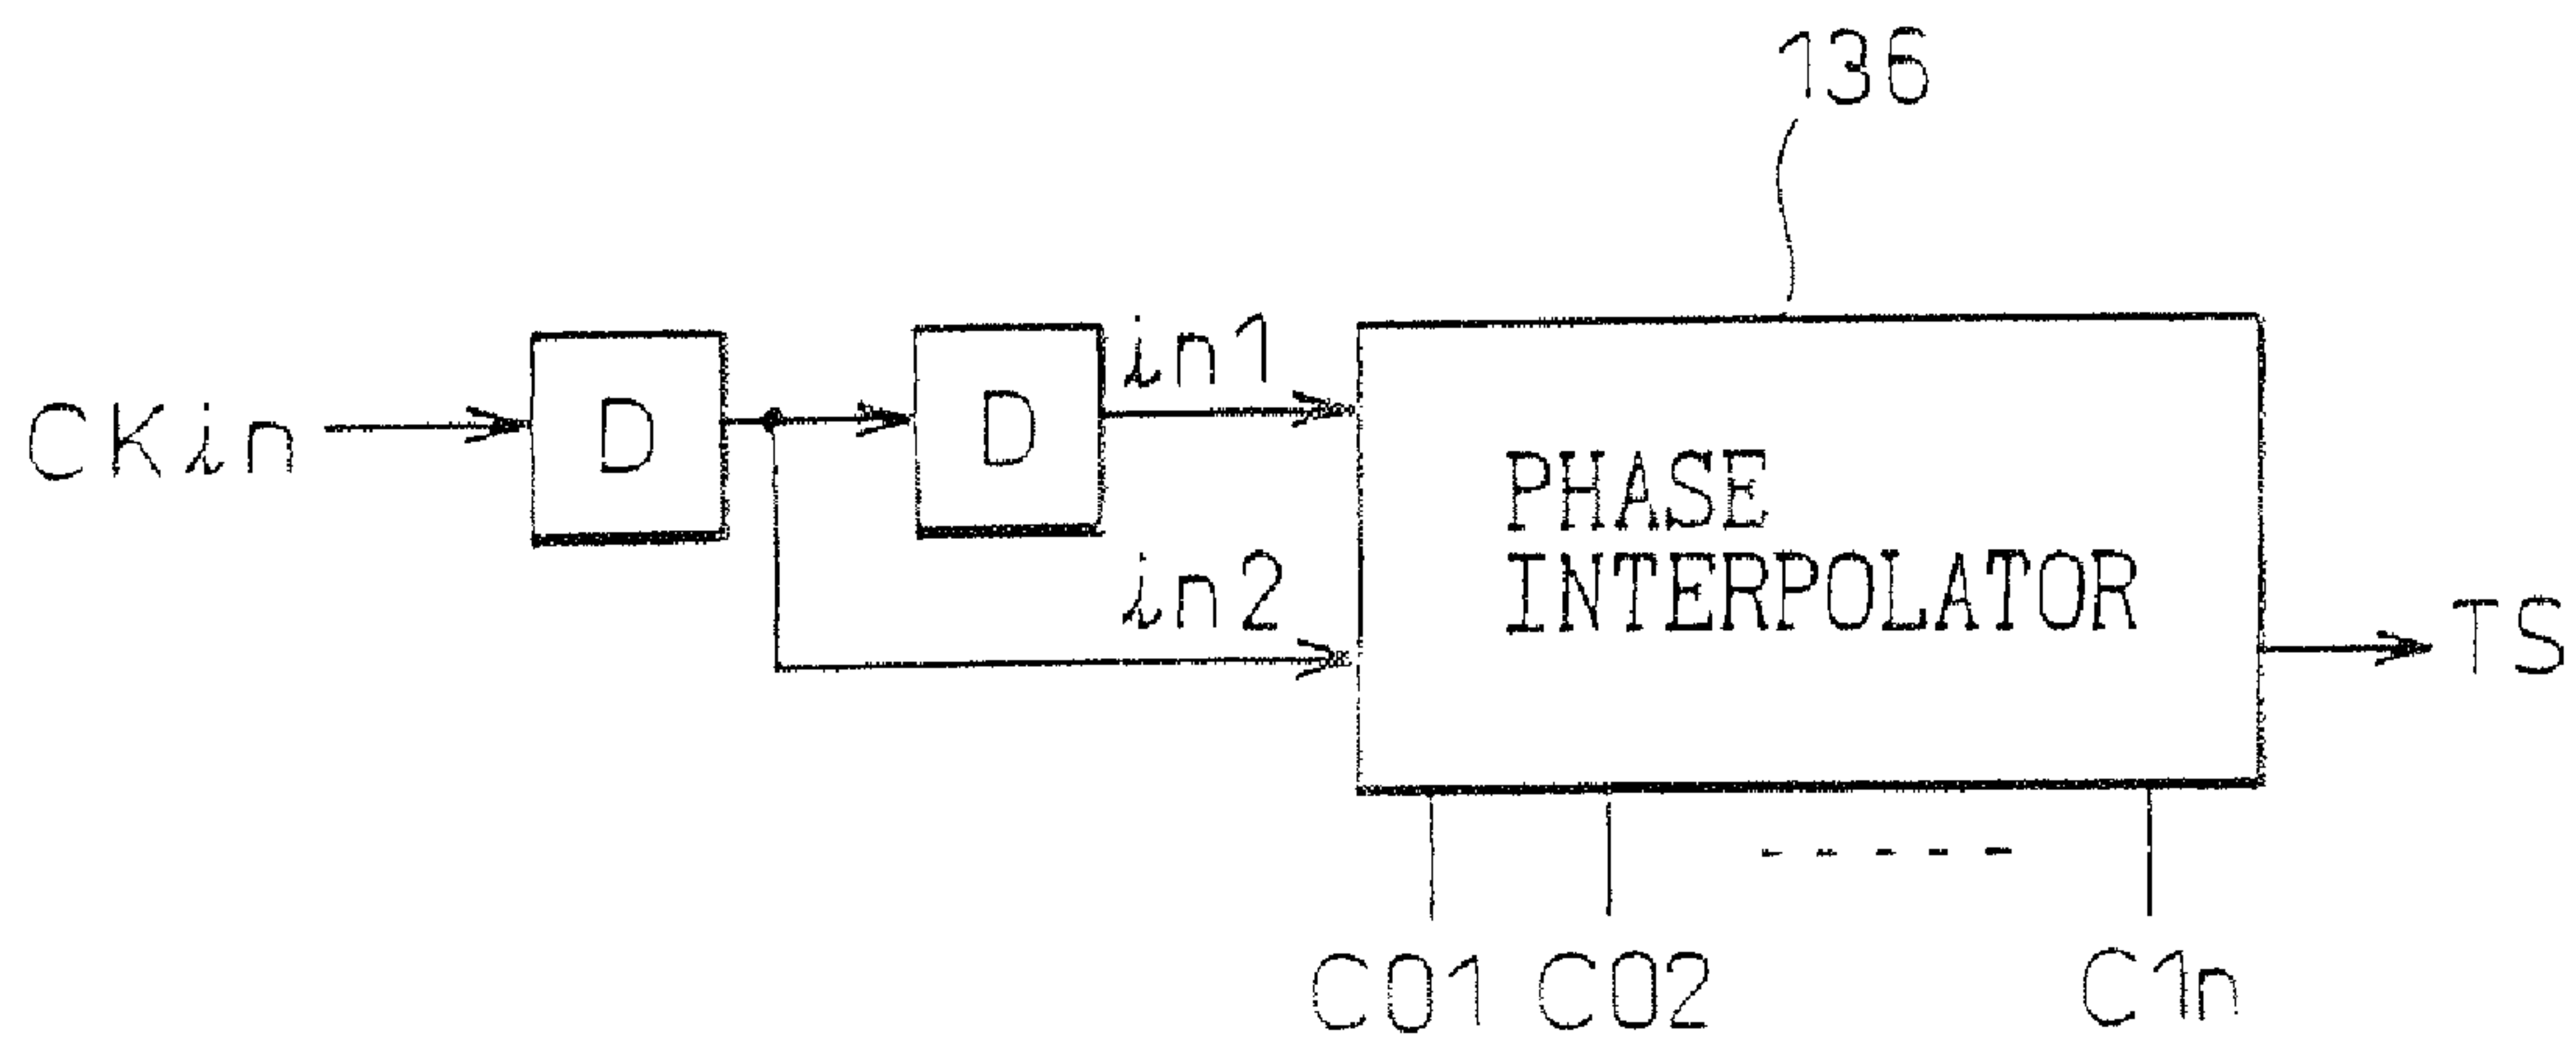 136
CKin
D
D
in1
in2
PHASE
INTERPOLATOR
TS
C01 C02 - - - - - C1n